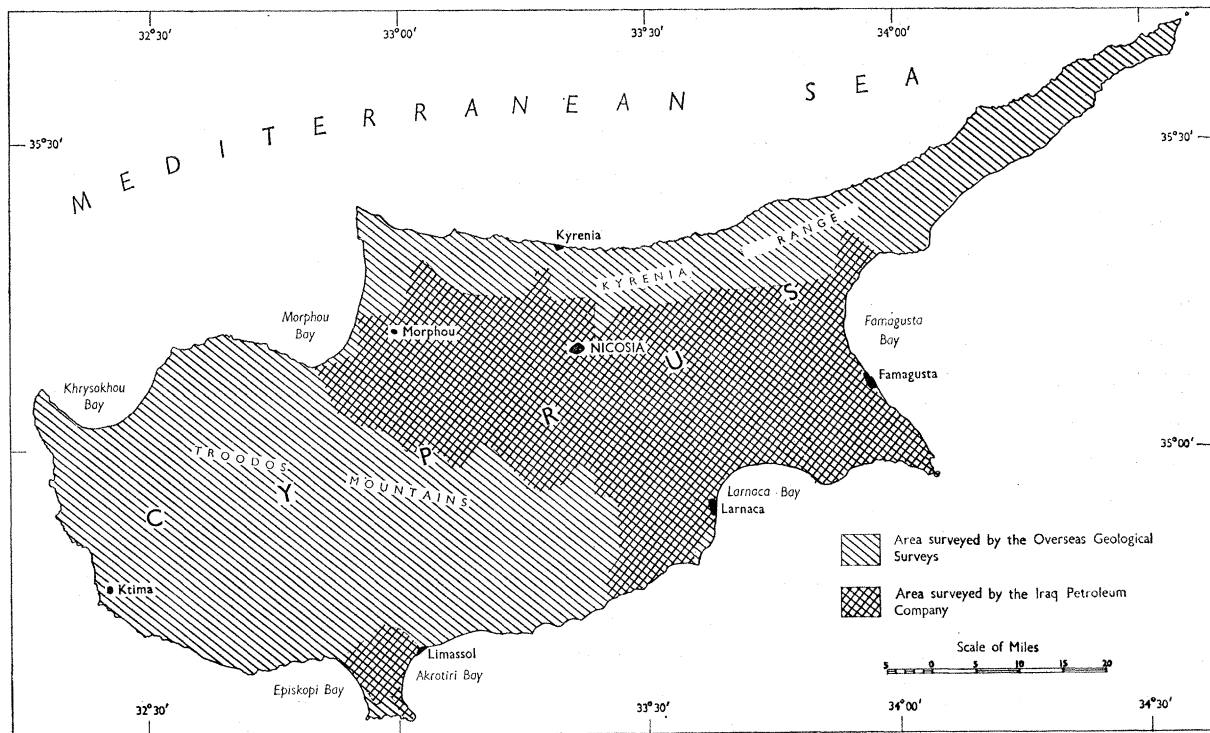 32°30′ 33°00′ 33°30′ 34°00′
MEDITERRANEAN SEA
35°30′ 35°30′
Kyrenia
KYRENIA RANGE
Morphou
Bay
Morphou
NICOSIA
Famagusta
Bay
Famagusta
Khrysokhou
Bay
CYPRUS
TROODOS
MOUNTAINS
35°00′
Larnaca Bay
Larnaca
Ktima
Limassol
Akrotiri Bay
Episkopi Bay
Area surveyed by the Overseas Geological
Surveys
Area surveyed by the Iraq Petroleum
Company
Scale of Miles
5 0 5 10 15 20
32°30′ 33°00′ 33°30′ 34°00′ 34°30′